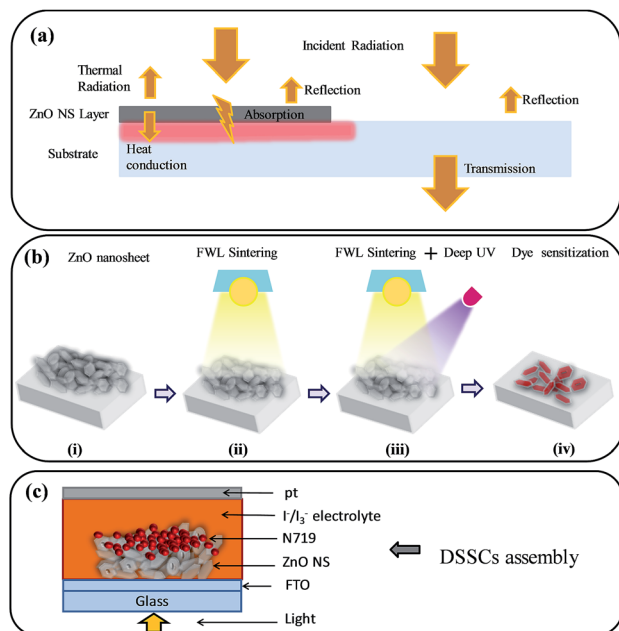 (a)
Incident Radiation
Thermal
Radiation
Reflection
Reflection
ZnO NS Layer
Absorption
Substrate
Heat
conduction
Transmission
(b)
ZnO nanosheet
FWL Sintering
FWL Sintering + Deep UV
Dye sensitization
(i)
(ii)
(iii)
(iv)
(c)
pt
I⁻/I₃⁻ electrolyte
N719
ZnO NS
DSSCs assembly
FTO
Glass
Light